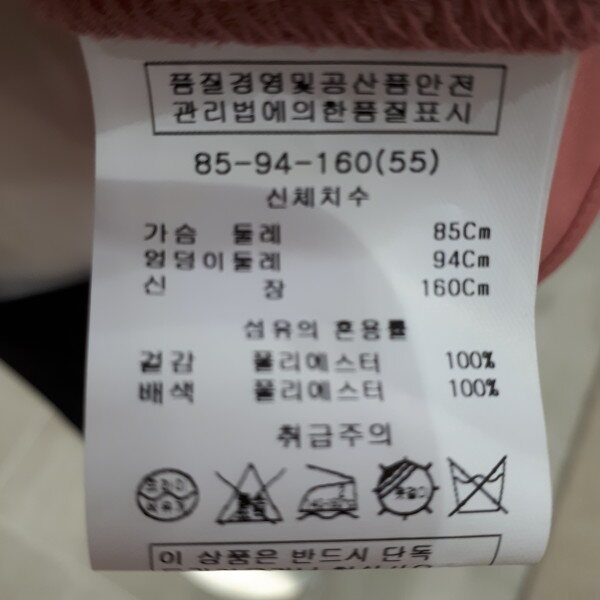 품질경영및공산품안전
관리법에의한품질표시
85-94-160(55)
신체치수
가슴 둘레 85Cm
엉덩이둘레 94Cm
신 장 160Cm
섬유의 혼용률
겉감 폴리에스터 100%
배색 폴리에스터 100%
취급주의
이 상품은 반드시 단독